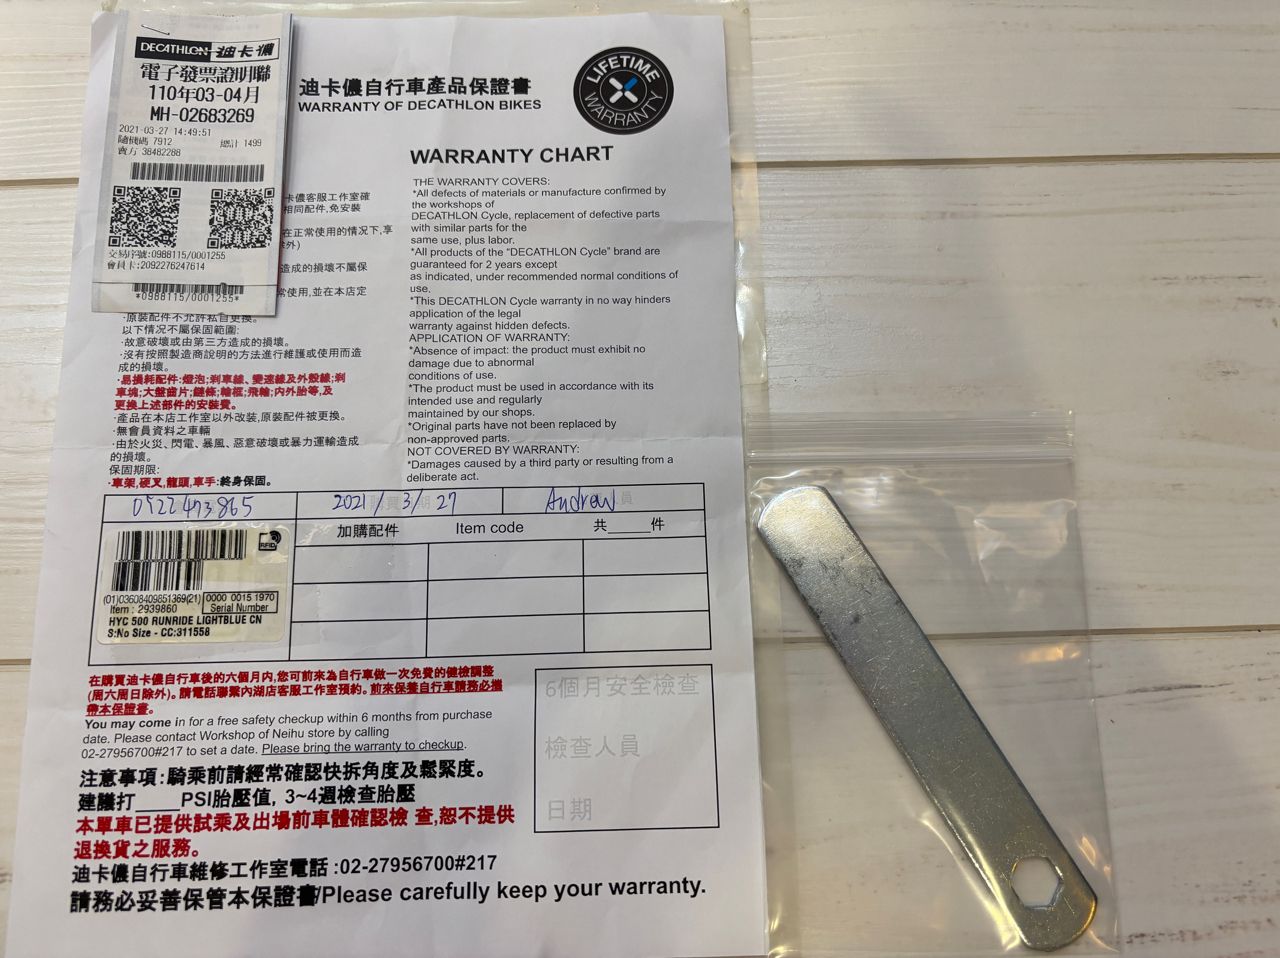 DECATHLON 迪卡儂
電子發票證明聯
110年03-04月
MH-02683269
2021-03-27 14:49:51
隨機碼 7912 總計 1499
賣方 38482288
交易序號:0988115/0001255
會員卡:2092276247614
*0988115/0001255*
迪卡儂自行車產品保證書
WARRANTY OF DECATHLON BIKES
LIFETIME
WARRANTY
卡儂客服工作室確
相同配件,免安裝
在正常使用的情況下,享
外)
造成的損壞不屬保
常使用,並在本店定
·原裝配件不允許私自更換。
以下情況不屬保固範圍:
·故意破壞或由第三方造成的損壞。
·沒有按照製造商說明的方法進行維護或使用而造
成的損壞。
·易損耗配件:燈泡;剎車線、變速線及外殼線;剎
車塊;大盤齒片;鏈條;輪框;飛輪;内外胎等,及
更換上述部件的安裝費。
·產品在本店工作室以外改裝,原裝配件被更換。
·無會員資料之車輛
·由於火災、閃電、暴風、惡意破壞或暴力運輸造成
的損壞。
保固期限:
·車架,硬叉,龍頭,車手:終身保固。
WARRANTY CHART
THE WARRANTY COVERS:
*All defects of materials or manufacture confirmed by
the workshops of
DECATHLON Cycle, replacement of defective parts
with similar parts for the
same use, plus labor.
*All products of the “DECATHLON Cycle” brand are
guaranteed for 2 years except
as indicated, under recommended normal conditions of
use.
*This DECATHLON Cycle warranty in no way hinders
application of the legal
warranty against hidden defects.
APPLICATION OF WARRANTY:
*Absence of impact: the product must exhibit no
damage due to abnormal
conditions of use.
*The product must be used in accordance with its
intended use and regularly
maintained by our shops.
*Original parts have not been replaced by
non-approved parts.
NOT COVERED BY WARRANTY:
*Damages caused by a third party or resulting from a
deliberate act.
0922473865 2021/3/27 Andrew 員
加購配件 Item code 共____件
RFID
(01)03608409851369(21) 0000 0015 1970
Item : 2939860 Serial Number
HYC 500 RUNRIDE LIGHTBLUE CN
S:No Size - CC:311558
在購買迪卡儂自行車後的六個月内,您可前來為自行車做一次免費的健檢調整
(周六周日除外)。請電話聯繫內湖店客服工作室預約。前來保養自行車請務必攜
帶本保證書。
You may come in for a free safety checkup within 6 months from purchase
date. Please contact Workshop of Neihu store by calling
02-27956700#217 to set a date. Please bring the warranty to checkup.
6個月安全檢查
檢查人員
日期
注意事項:騎乘前請經常確認快拆角度及鬆緊度。
建議打____PSI胎壓值, 3~4週檢查胎壓
本單車已提供試乘及出場前車體確認檢 查,恕不提供
退換貨之服務。
迪卡儂自行車維修工作室電話 :02-27956700#217
請務必妥善保管本保證書/Please carefully keep your warranty.